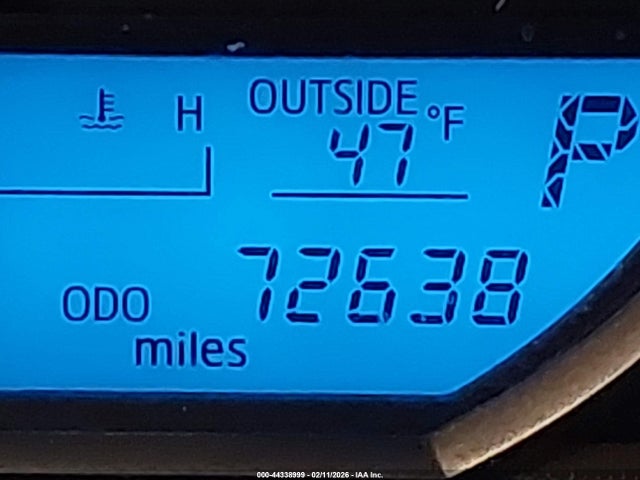 OUTSIDE
H
47 °F
P
ODO 72638
miles
000-44338999 - 02/11/2026 - IAA Inc.